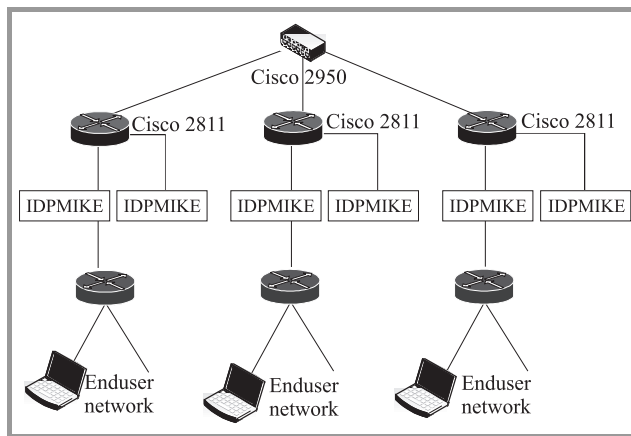 Cisco 2950
Cisco 2811
Cisco 2811
Cisco 2811
IDPMIKE
IDPMIKE
IDPMIKE
IDPMIKE
IDPMIKE
IDPMIKE
Enduser
network
Enduser
network
Enduser
network